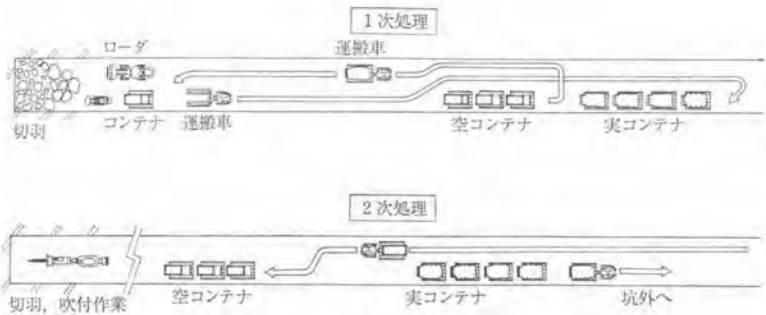 1次処理
ローダ
運搬車
切羽
コンテナ
運搬車
空コンテナ
実コンテナ
2次処理
切羽, 吹付作業
空コンテナ
実コンテナ
坑外へ